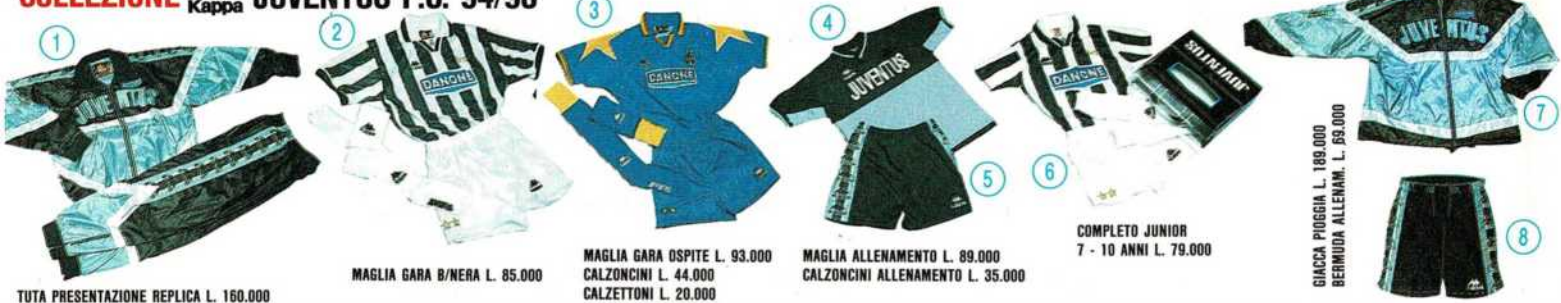 COLLEZIONE Kappa JUVENTUS F.C. 94/95
1
2
3
4
5
6
7
8
JUVENTUS
DANONE
DANONE
JUVENTUS
DANONE
JUVENTUS
JUVENTUS
TUTA PRESENTAZIONE REPLICA L. 160.000
MAGLIA GARA B/NERA L. 85.000
MAGLIA GARA OSPITE L. 93.000
CALZONCINI L. 44.000
CALZETTONI L. 20.000
MAGLIA ALLENAMENTO L. 89.000
CALZONCINI ALLENAMENTO L. 35.000
COMPLETO JUNIOR
7 - 10 ANNI L. 79.000
GIACCA PIOGGIA L. 189.000
BERMUDA ALLENAM. L. 69.000